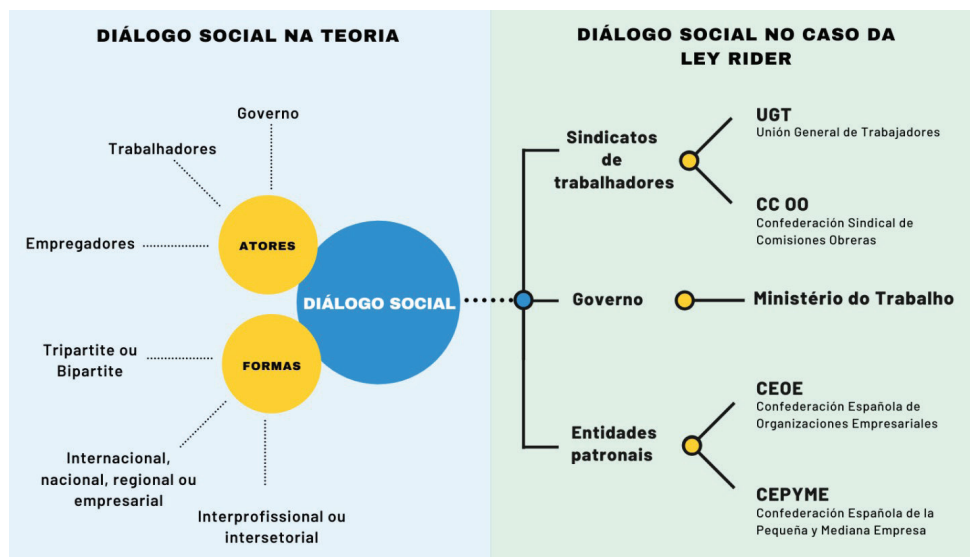 DIÁLOGO SOCIAL NA TEORIA
Governo
Trabalhadores
Empregadores
ATORES
DIÁLOGO SOCIAL
FORMAS
Tripartite ou
Bipartite
Internacional,
nacional, regional ou
empresarial
Interprofissional ou
intersetorial
DIÁLOGO SOCIAL NO CASO DA
LEY RIDER
Sindicatos
de
trabalhadores
UGT
Unión General de Trabajadores
CC OO
Confederación Sindical de
Comisiones Obreras
Governo
Ministério do Trabalho
Entidades
patronais
CEOE
Confederación Española de
Organizaciones Empresariales
CEPYME
Confederación Española de la
Pequeña y Mediana Empresa